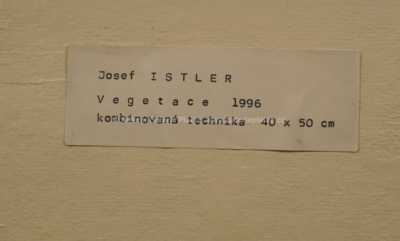 Josef ISTLER
Vegetace 1996
kombinovaná technika 40 x 50 cm